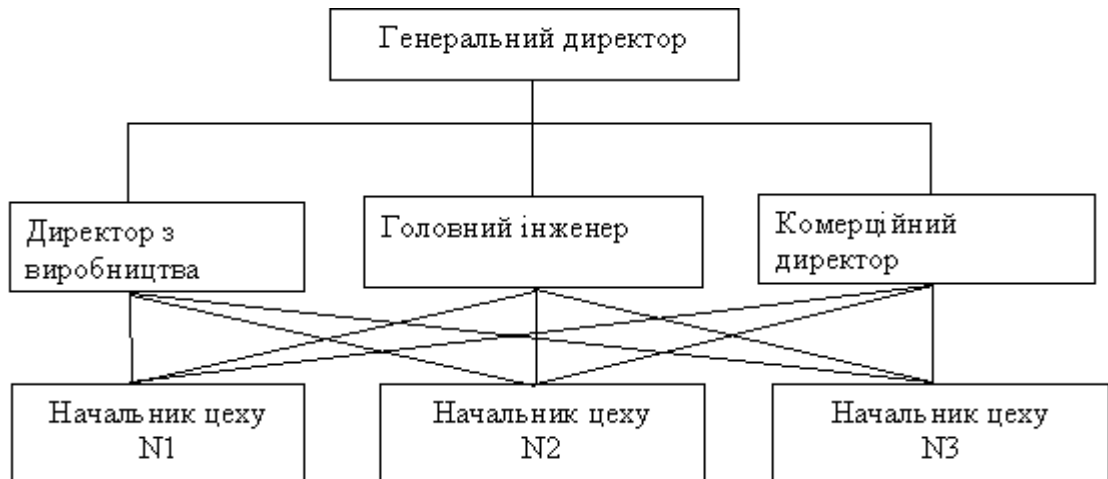 Генеральний директор
Директор з
виробництва
Головний інженер
Комерційний
директор
Начальник цеху
N1
Начальник цеху
N2
Начальник цеху
N3